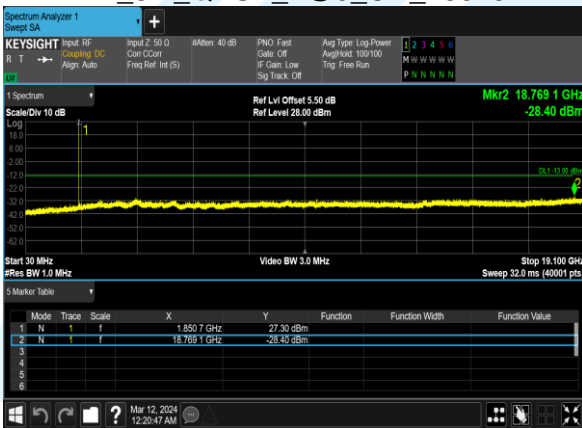 Spectrum Analyzer 1
Swept SA
+
KEYSIGHT Input: RF Input Z: 50 Ω #Atten: 40 dB PNO: Fast Avg Type: Log-Power 1 2 3 4 5 6
R T Coupling: DC Corr CCorr Gate: Off Avg|Hold: 100/100 M W W W W W
Align: Auto Freq Ref: Int (S) IF Gain: Low Trig: Free Run
LW Sig Track: Off P N N N N N
1 Spectrum Ref Lvl Offset 5.50 dB Mkr2 18.769 1 GHz
Scale/Div 10 dB Ref Level 28.00 dBm -28.40 dBm
Log
18.0
8.00
-2.00
-12.0
-22.0
-32.0
-42.0
-52.0
-62.0
1
DL1 -13.00 dBm
2
Start 30 MHz Video BW 3.0 MHz Stop 19.100 GHz
#Res BW 1.0 MHz Sweep 32.0 ms (40001 pts)
5 Marker Table
Mode Trace Scale X Y Function Function Width Function Value
1 N 1 f 1.850 7 GHz 27.30 dBm
2 N 1 f 18.769 1 GHz -28.40 dBm
3
4
5
6
? Mar 12, 2024
12:20:47 AM